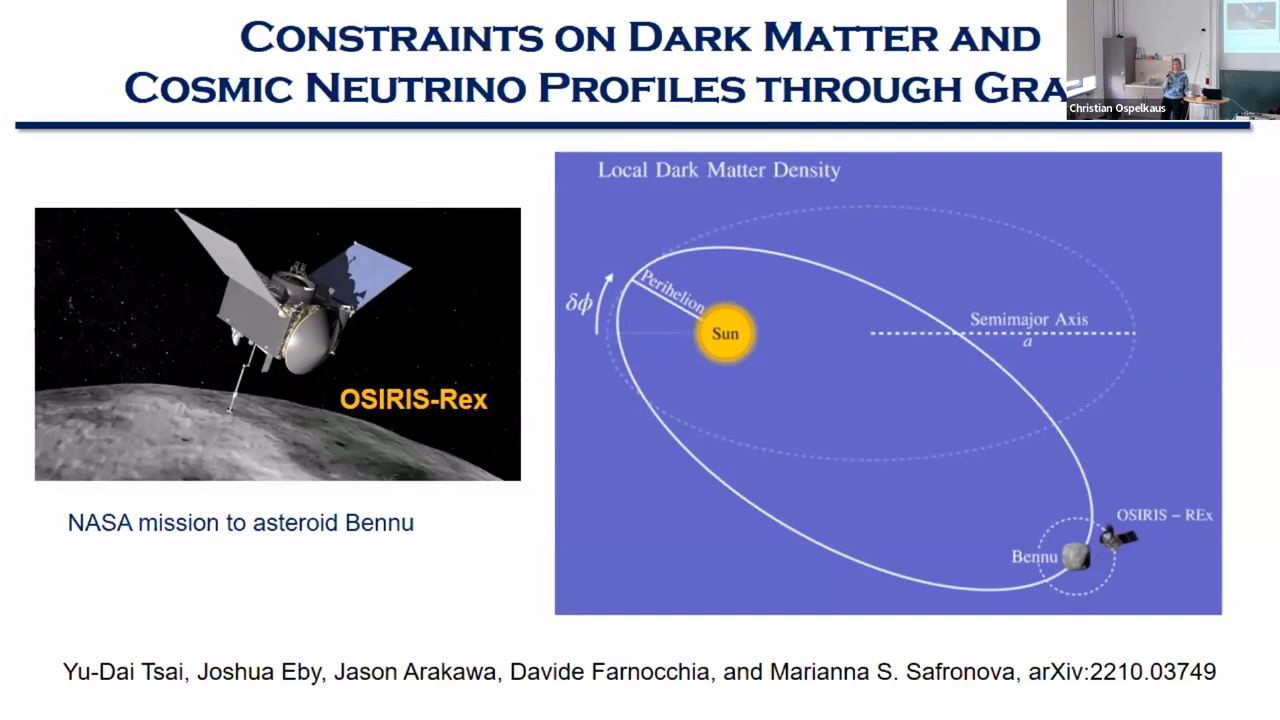 CONSTRAINTS ON DARK MATTER AND
COSMIC NEUTRINO PROFILES THROUGH GRA
Christian Ospelkaus
Local Dark Matter Density
δϕ
Perihelion
Sun
Semimajor Axis
a
OSIRIS-Rex
OSIRIS – REx
Bennu
NASA mission to asteroid Bennu
Yu-Dai Tsai, Joshua Eby, Jason Arakawa, Davide Farnocchia, and Marianna S. Safronova, arXiv:2210.03749